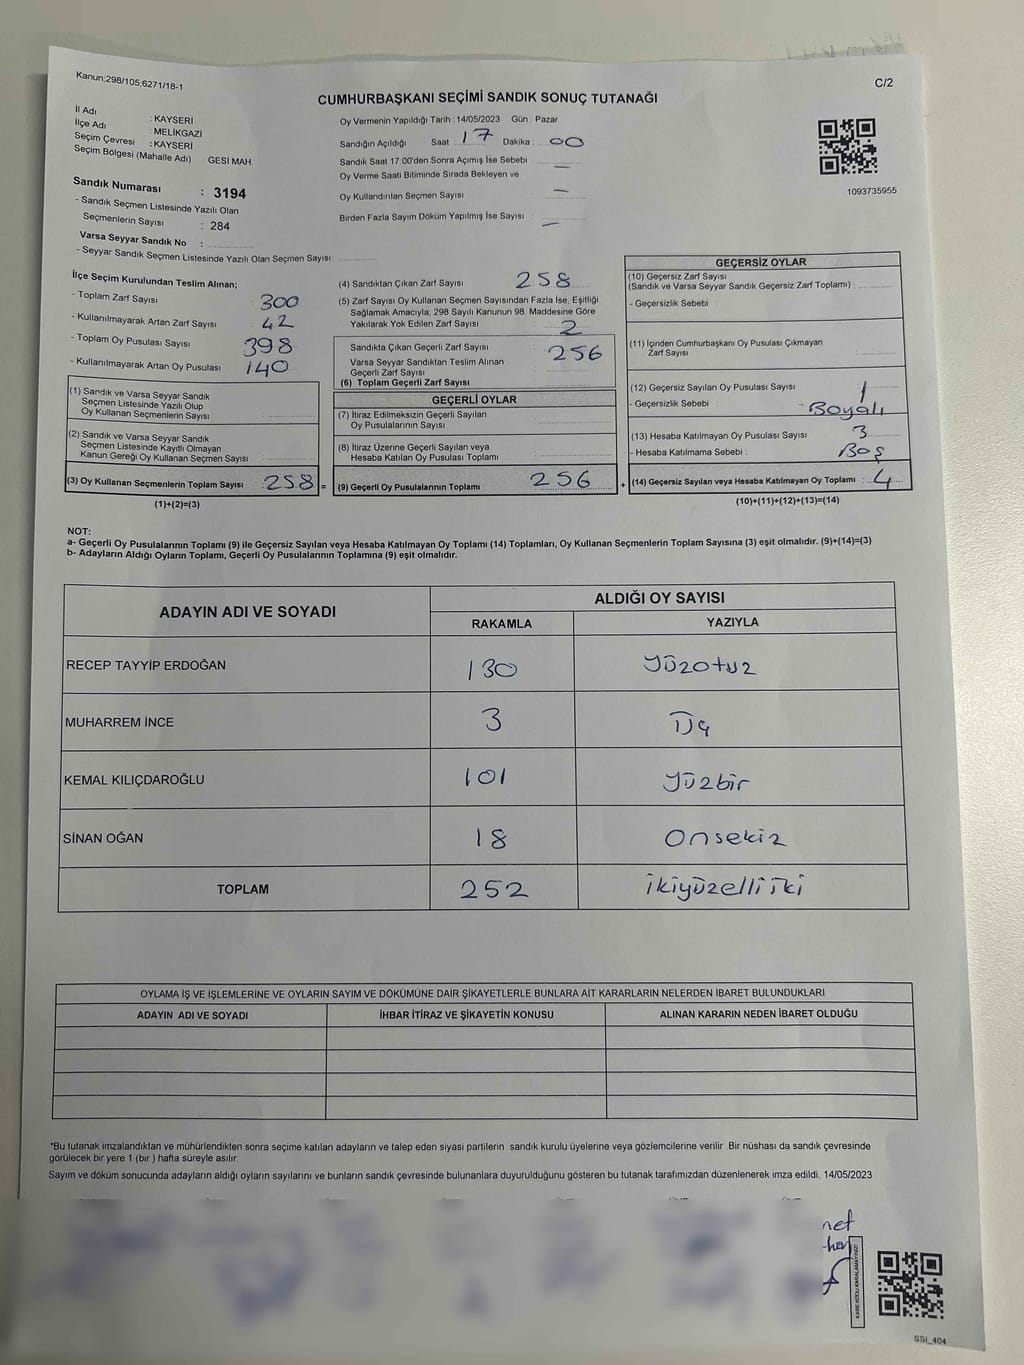 Kanun;298/105,6271/18-1
C/2
CUMHURBAŞKANI SEÇİMİ SANDIK SONUÇ TUTANAĞI
İl Adı : KAYSERİ
İlçe Adı : MELİKGAZİ
Seçim Çevresi : KAYSERİ
Seçim Bölgesi (Mahalle Adı) GESİ MAH
Sandık Numarası : 3194
- Sandık Seçmen Listesinde Yazılı Olan
Seçmenlerin Sayısı : 284
Varsa Seyyar Sandık No :
- Seyyar Sandık Seçmen Listesinde Yazılı Olan Seçmen Sayısı:
Oy Vermenin Yapıldığı Tarih : 14/05/2023 Gün : Pazar
Sandığın Açıldığı Saat 17 Dakika : 00
Sandık Saat 17:00'den Sonra Açımış İse Sebebi : —
Oy Verme Saati Bitiminde Sırada Bekleyen ve
Oy Kullandırılan Seçmen Sayısı : —
Birden Fazla Sayım Döküm Yapılmış İse Sayısı : —
1093735955
İlçe Seçim Kurulundan Teslim Alınan;
- Toplam Zarf Sayısı 300
- Kullanılmayarak Artan Zarf Sayısı : 42
- Toplam Oy Pusulası Sayısı : 398
- Kullanılmayarak Artan Oy Pusulası : 140
(1) Sandık ve Varsa Seyyar Sandık
Seçmen Listesinde Yazılı Olup
Oy Kullanan Seçmenlerin Sayısı
(2) Sandık ve Varsa Seyyar Sandık
Seçmen Listesinde Kayıtlı Olmayan
Kanun Gereği Oy Kullanan Seçmen Sayısı
(3) Oy Kullanan Seçmenlerin Toplam Sayısı : 258 =
(1)+(2)=(3)
(4) Sandıktan Çıkan Zarf Sayısı : 258
(5) Zarf Sayısı Oy Kullanan Seçmen Sayısından Fazla İse, Eşitliği
Sağlamak Amacıyla; 298 Sayılı Kanunun 98. Maddesine Göre
Yakılarak Yok Edilen Zarf Sayısı : 2
Sandıkta Çıkan Geçerli Zarf Sayısı : 256
Varsa Seyyar Sandıktan Teslim Alınan
Geçerli Zarf Sayısı
(6) Toplam Geçerli Zarf Sayısı
GEÇERLİ OYLAR
(7) İtiraz Edilmeksizin Geçerli Sayılan
Oy Pusulalarının Sayısı
(8) İtiraz Üzerine Geçerli Sayılan veya
Hesaba Katılan Oy Pusulası Toplamı
(9) Geçerli Oy Pusulalarının Toplamı : 256 +
GEÇERSİZ OYLAR
(10) Geçersiz Zarf Sayısı
(Sandık ve Varsa Seyyar Sandık Geçersiz Zarf Toplamı) :
- Geçersizlik Sebebi :
(11) İçinden Cumhurbaşkanı Oy Pusulası Çıkmayan
Zarf Sayısı :
(12) Geçersiz Sayılan Oy Pusulası Sayısı : 1
- Geçersizlik Sebebi : Boyalı
(13) Hesaba Katılmayan Oy Pusulası Sayısı : 3
- Hesaba Katılmama Sebebi : Boş
(14) Geçersiz Sayılan veya Hesaba Katılmayan Oy Toplamı : 4
(10)+(11)+(12)+(13)=(14)
NOT:
a- Geçerli Oy Pusulalarının Toplamı (9) ile Geçersiz Sayılan veya Hesaba Katılmayan Oy Toplamı (14) Toplamları, Oy Kullanan Seçmenlerin Toplam Sayısına (3) eşit olmalıdır. (9)+(14)=(3)
b- Adayların Aldığı Oyların Toplamı, Geçerli Oy Pusulalarının Toplamına (9) eşit olmalıdır.
ADAYIN ADI VE SOYADI ALDIĞI OY SAYISI
RAKAMLA YAZIYLA
RECEP TAYYİP ERDOĞAN 130 Yüzotuz
MUHARREM İNCE 3 Üç
KEMAL KILIÇDAROĞLU 101 Yüzbir
SİNAN OĞAN 18 Onsekiz
TOPLAM 252 ikiyüzelliiki
OYLAMA İŞ VE İŞLEMLERİNE VE OYLARIN SAYIM VE DÖKÜMÜNE DAİR ŞİKAYETLERLE BUNLARA AİT KARARLARIN NELERDEN İBARET BULUNDUKLARI
ADAYIN ADI VE SOYADI İHBAR İTİRAZ VE ŞİKAYETİN KONUSU ALINAN KARARIN NEDEN İBARET OLDUĞU
*Bu tutanak imzalandıktan ve mühürlendikten sonra seçime katılan adayların ve talep eden siyasi partilerin sandık kurulu üyelerine veya gözlemcilerine verilir. Bir nüshası da sandık çevresinde
görülecek bir yere 1 (bir ) hafta süreyle asılır.
Sayım ve döküm sonucunda adayların aldığı oyların sayılarını ve bunların sandık çevresinde bulunanlara duyurulduğunu gösteren bu tutanak tarafımızdan düzenlenerek imza edildi. 14/05/2023
SSİ_404